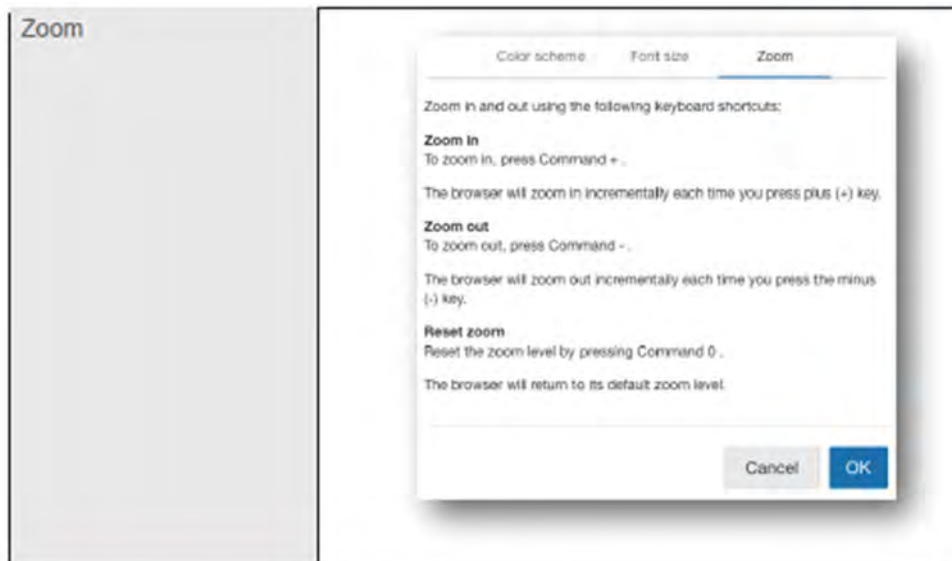 Zoom
Color scheme Font size Zoom
Zoom in and out using the following keyboard shortcuts:
Zoom in
To zoom in, press Command + .
The browser will zoom in incrementally each time you press plus (+) key.
Zoom out
To zoom out, press Command - .
The browser will zoom out incrementally each time you press the minus
(-) key.
Reset zoom
Reset the zoom level by pressing Command 0 .
The browser will return to its default zoom level.
Cancel OK